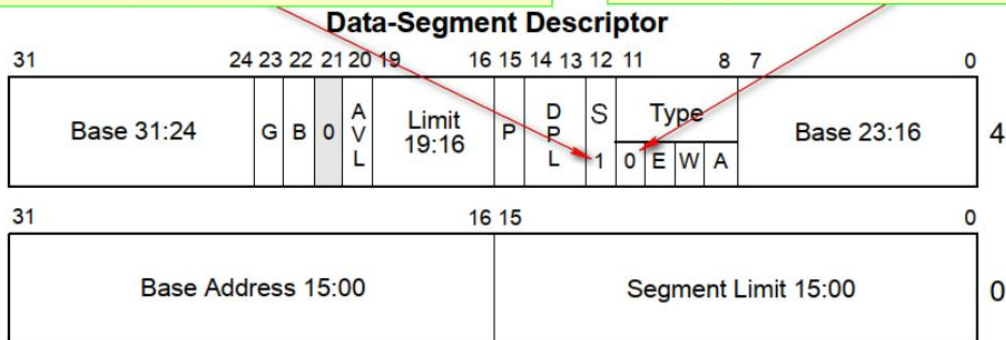 Data-Segment Descriptor
31 24 23 22 21 20 19 16 15 14 13 12 11 8 7 0
Base 31:24 G B 0 AVL Limit 19:16 P DPL S 1 Type 0 E W A Base 23:16 4
31 16 15 0
Base Address 15:00 Segment Limit 15:00 0